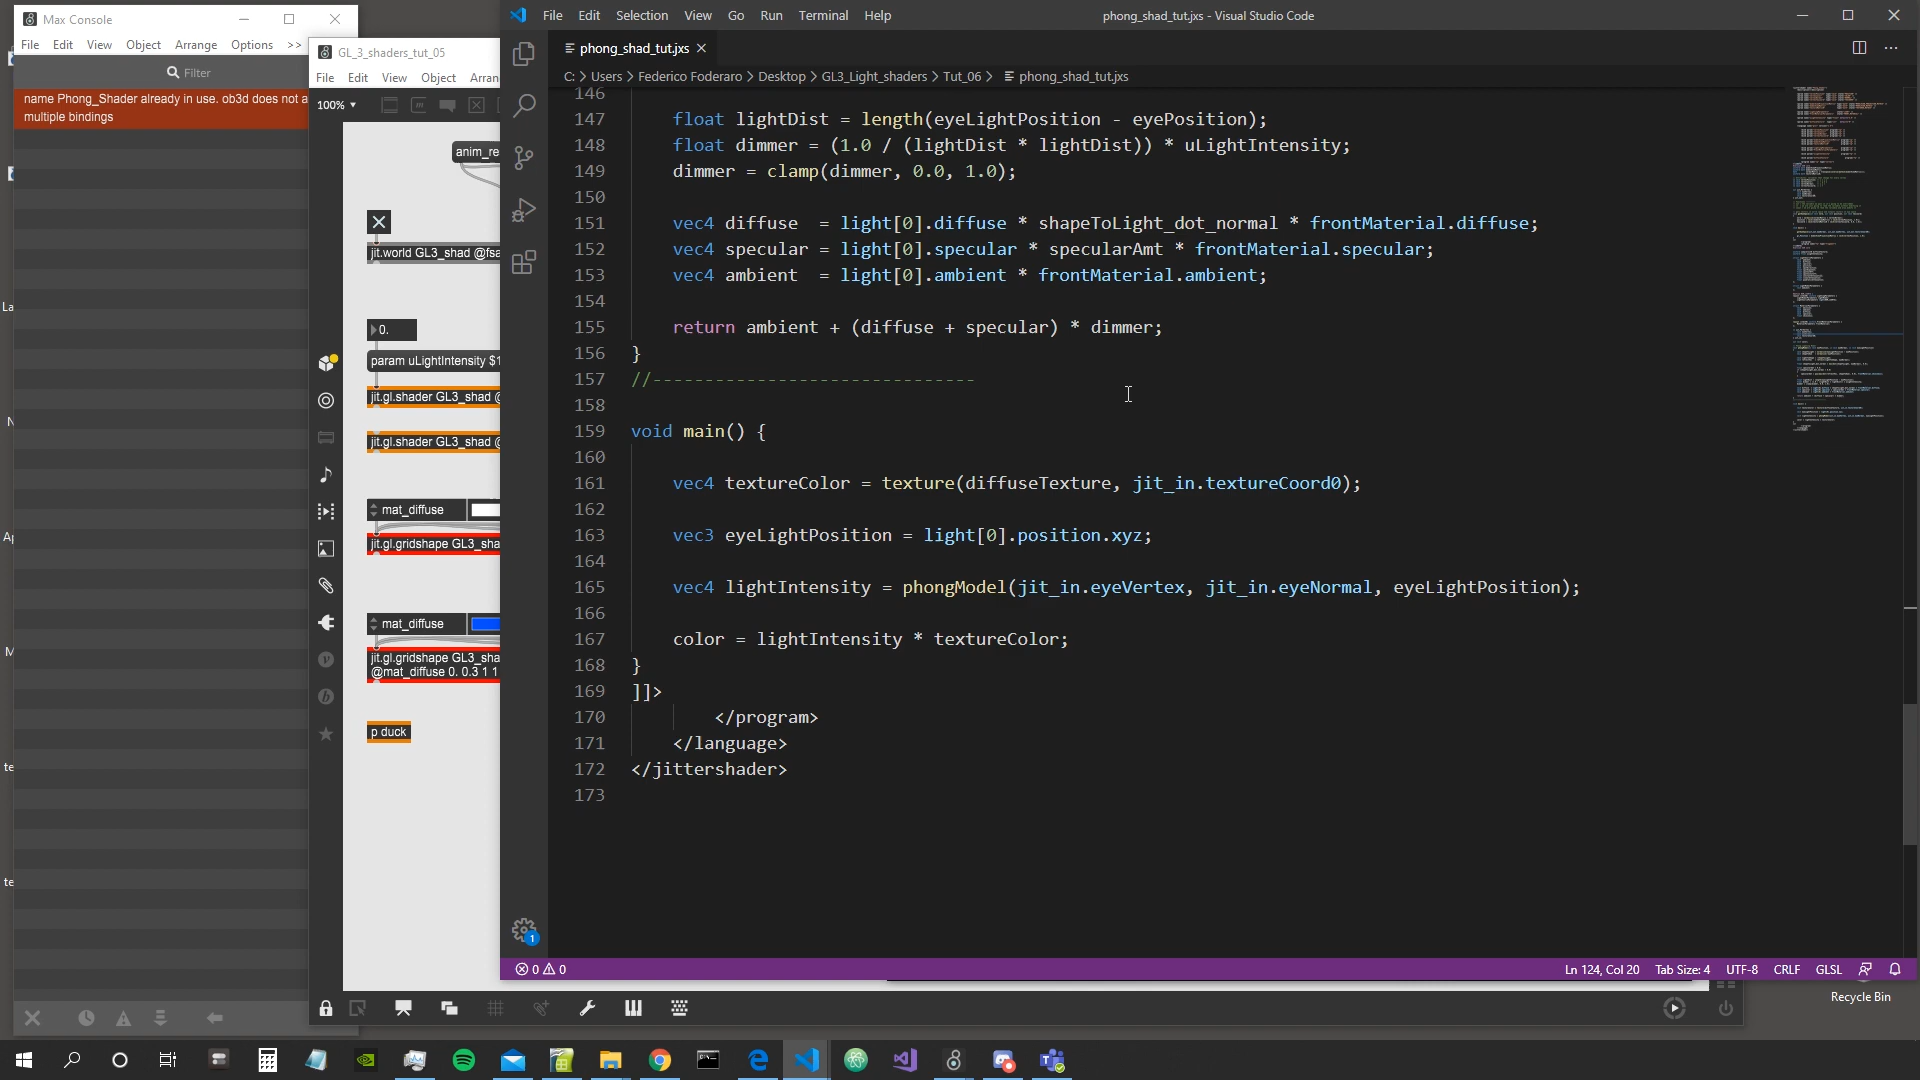 Max Console
File Edit View Object Arrange Options >>
Filter
name Phong_Shader already in use. ob3d does not a
multiple bindings
GL_3_shaders_tut_05
File Edit View Object Arran
100%
anim_re
jit.world GL3_shad @fsa
0.
param uLightIntensity $1
jit.gl.shader GL3_shad @
jit.gl.shader GL3_shad @
mat_diffuse
jit.gl.gridshape GL3_sha
mat_diffuse
jit.gl.gridshape GL3_sha
@mat_diffuse 0. 0.3 1 1
p duck
File Edit Selection View Go Run Terminal Help
phong_shad_tut.jxs - Visual Studio Code
phong_shad_tut.jxs
C: > Users > Federico Foderaro > Desktop > GL3_Light_shaders > Tut_06 > phong_shad_tut.jxs
146
147 float lightDist = length(eyeLightPosition - eyePosition);
148 float dimmer = (1.0 / (lightDist * lightDist)) * uLightIntensity;
149 dimmer = clamp(dimmer, 0.0, 1.0);
150
151 vec4 diffuse = light[0].diffuse * shapeToLight_dot_normal * frontMaterial.diffuse;
152 vec4 specular = light[0].specular * specularAmt * frontMaterial.specular;
153 vec4 ambient = light[0].ambient * frontMaterial.ambient;
154
155 return ambient + (diffuse + specular) * dimmer;
156 }
157 //-------------------------------
158
159 void main() {
160
161 vec4 textureColor = texture(diffuseTexture, jit_in.textureCoord0);
162
163 vec3 eyeLightPosition = light[0].position.xyz;
164
165 vec4 lightIntensity = phongModel(jit_in.eyeVertex, jit_in.eyeNormal, eyeLightPosition);
166
167 color = lightIntensity * textureColor;
168 }
169 ]]>
170 </program>
171 </language>
172 </jittershader>
173
0 0
Ln 124, Col 20 Tab Size: 4 UTF-8 CRLF GLSL
1
Recycle Bin
La
N
Ap
M
te
te